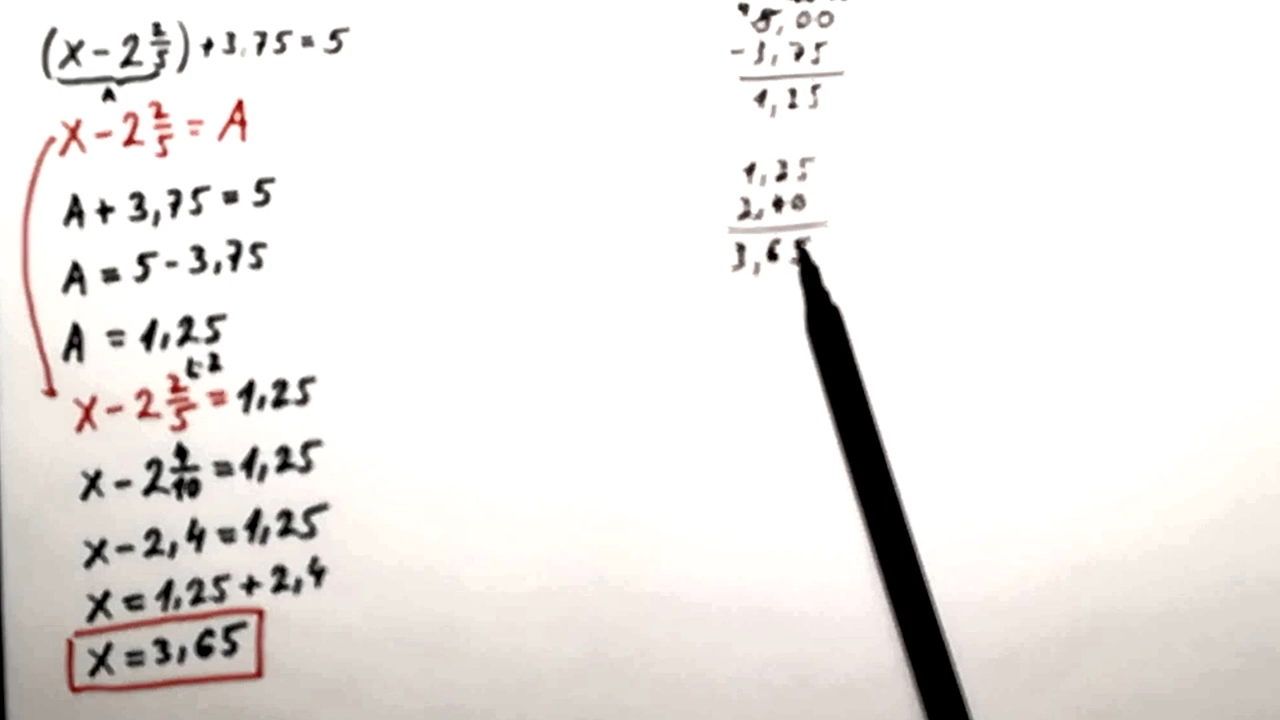 (x - 2 2/5) + 3,75 = 5
A
x - 2 2/5 = A
A + 3,75 = 5
A = 5 - 3,75
A = 1,25
x - 2 2/5 = 1,25
x - 2 4/10 = 1,25
x - 2,4 = 1,25
x = 1,25 + 2,4
x = 3,65
5,00
- 3,75
1,25
1,25
2,40
3,65